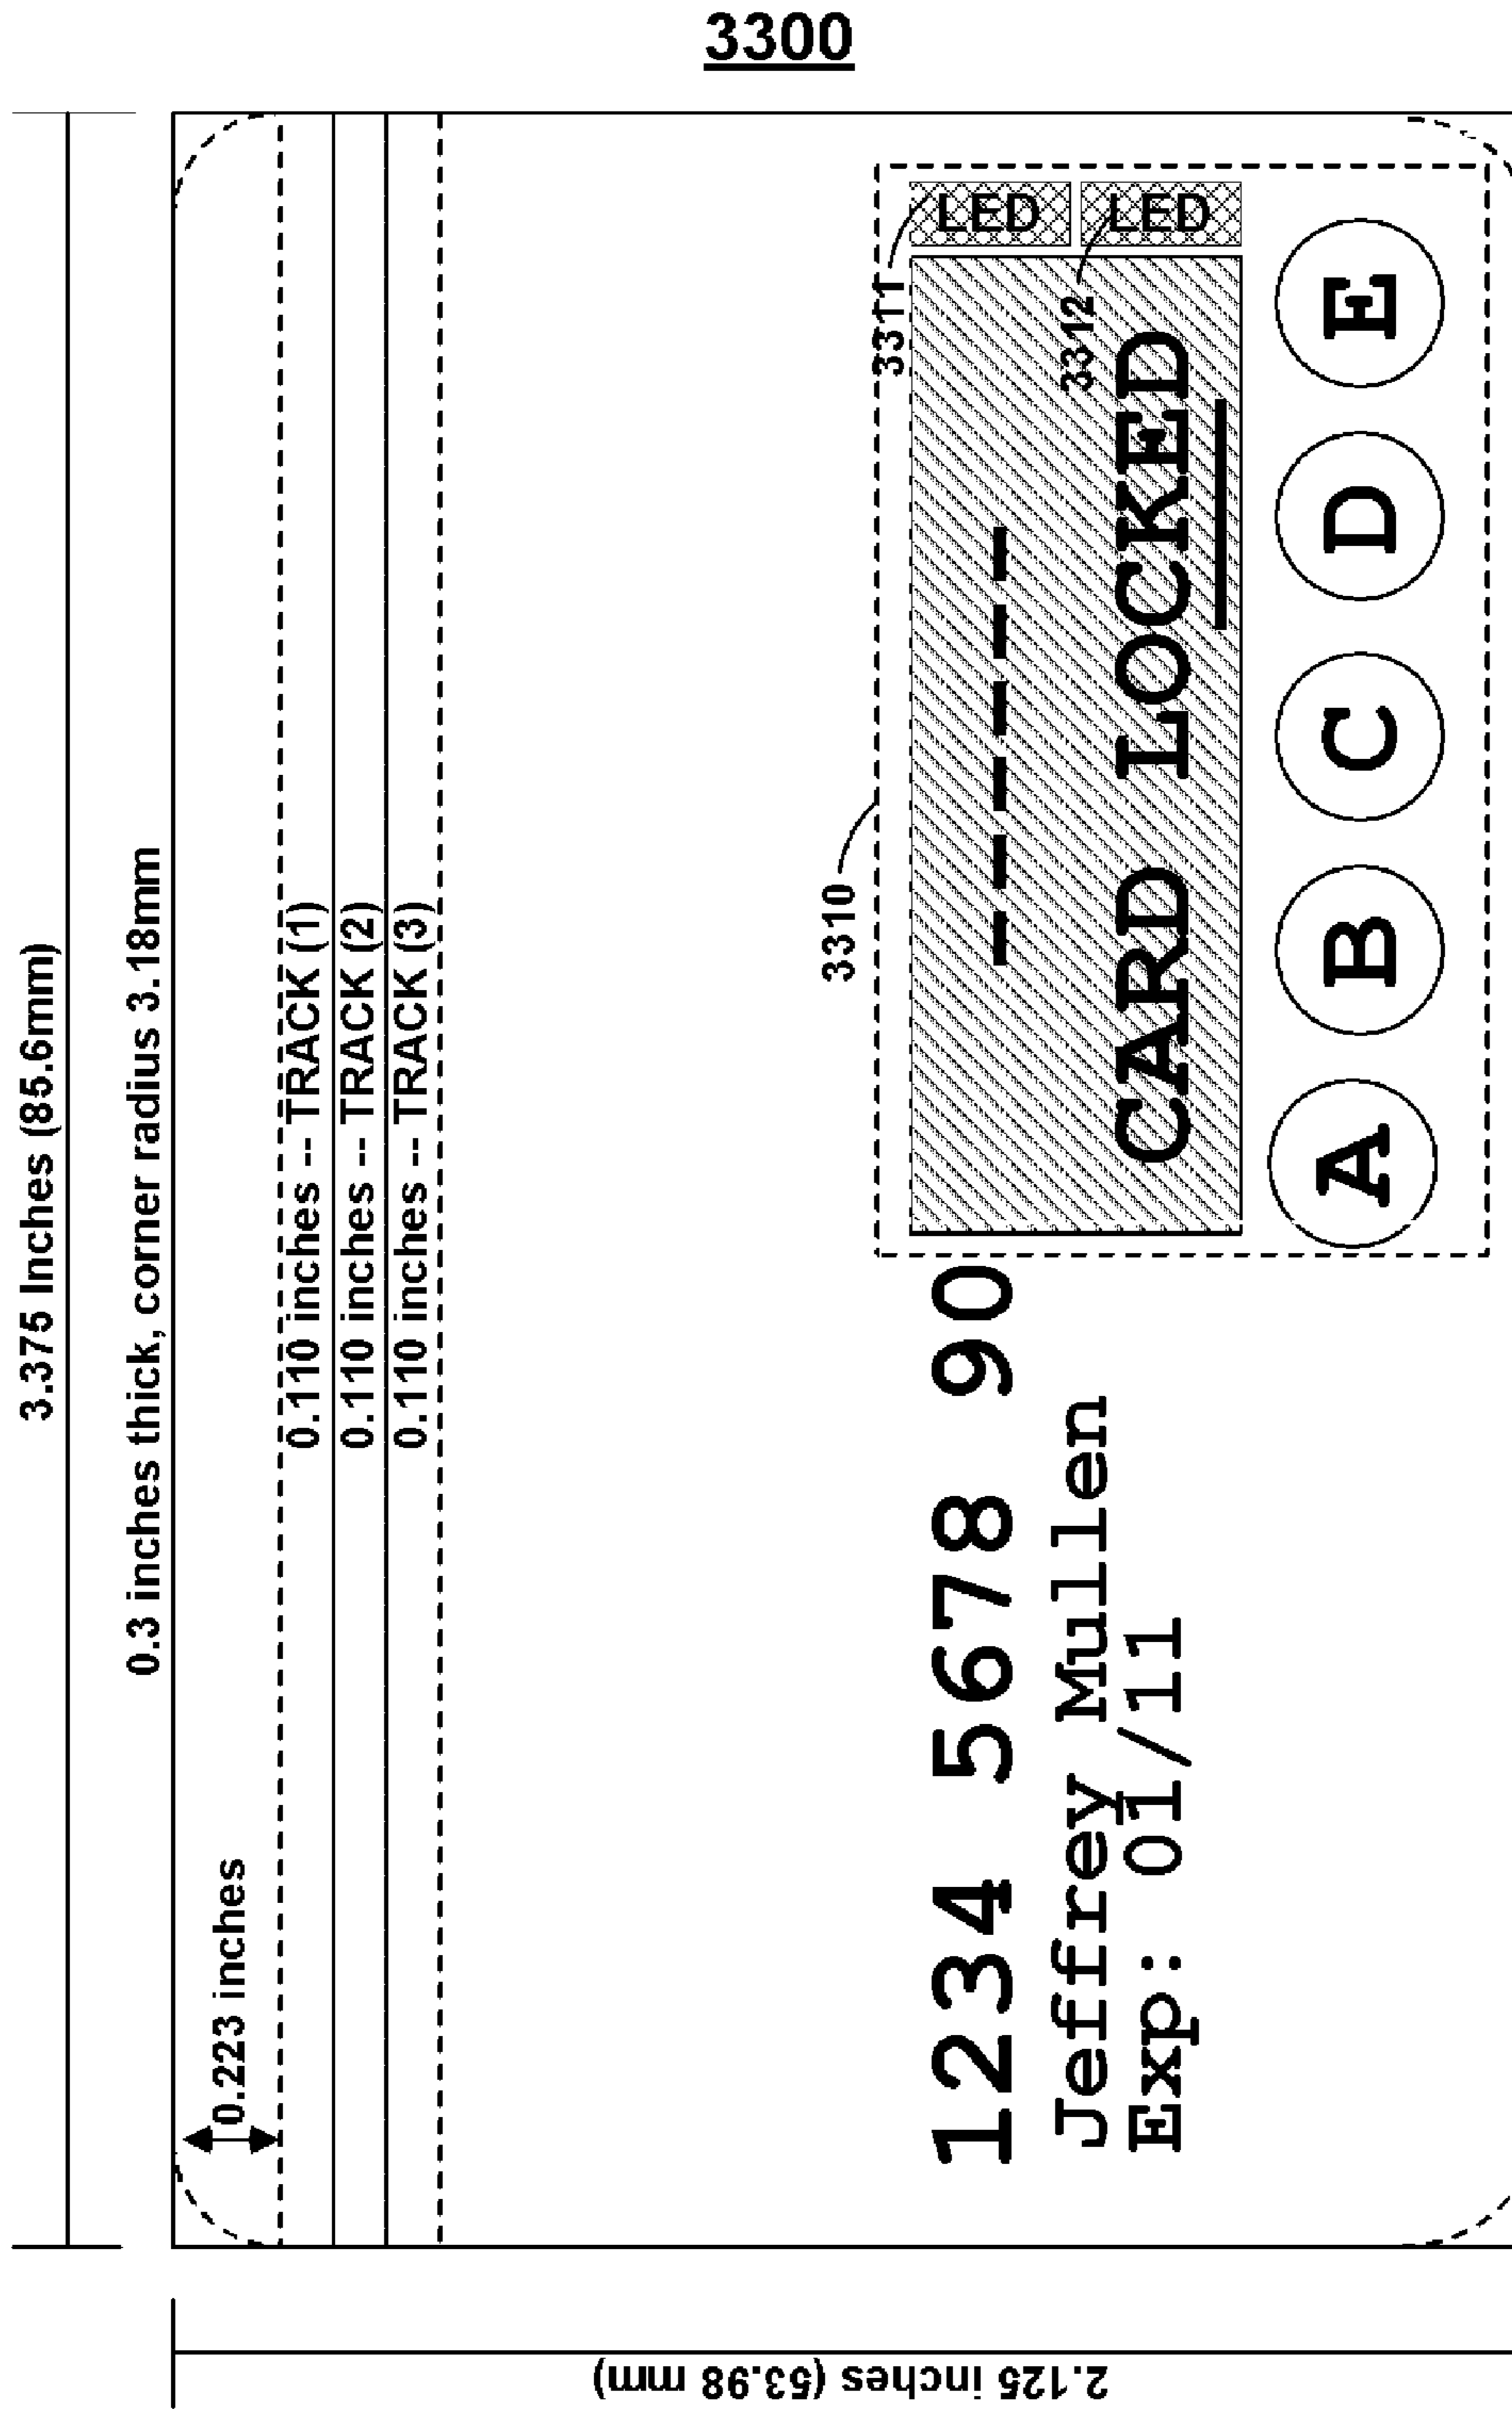 3300
3.375 Inches (85.6mm)
0.3 inches thick, corner radius 3.18mm
0.223 inches
0.110 inches -- TRACK (1)
0.110 inches -- TRACK (2)
0.110 inches -- TRACK (3)
2.125 inches (53.98 mm)
3310
3311
LED
3312
LED
– – – – – –
CARD LOCKED
1234 5678 90
Jeffrey Mullen
Exp: 01/11
A B C D E